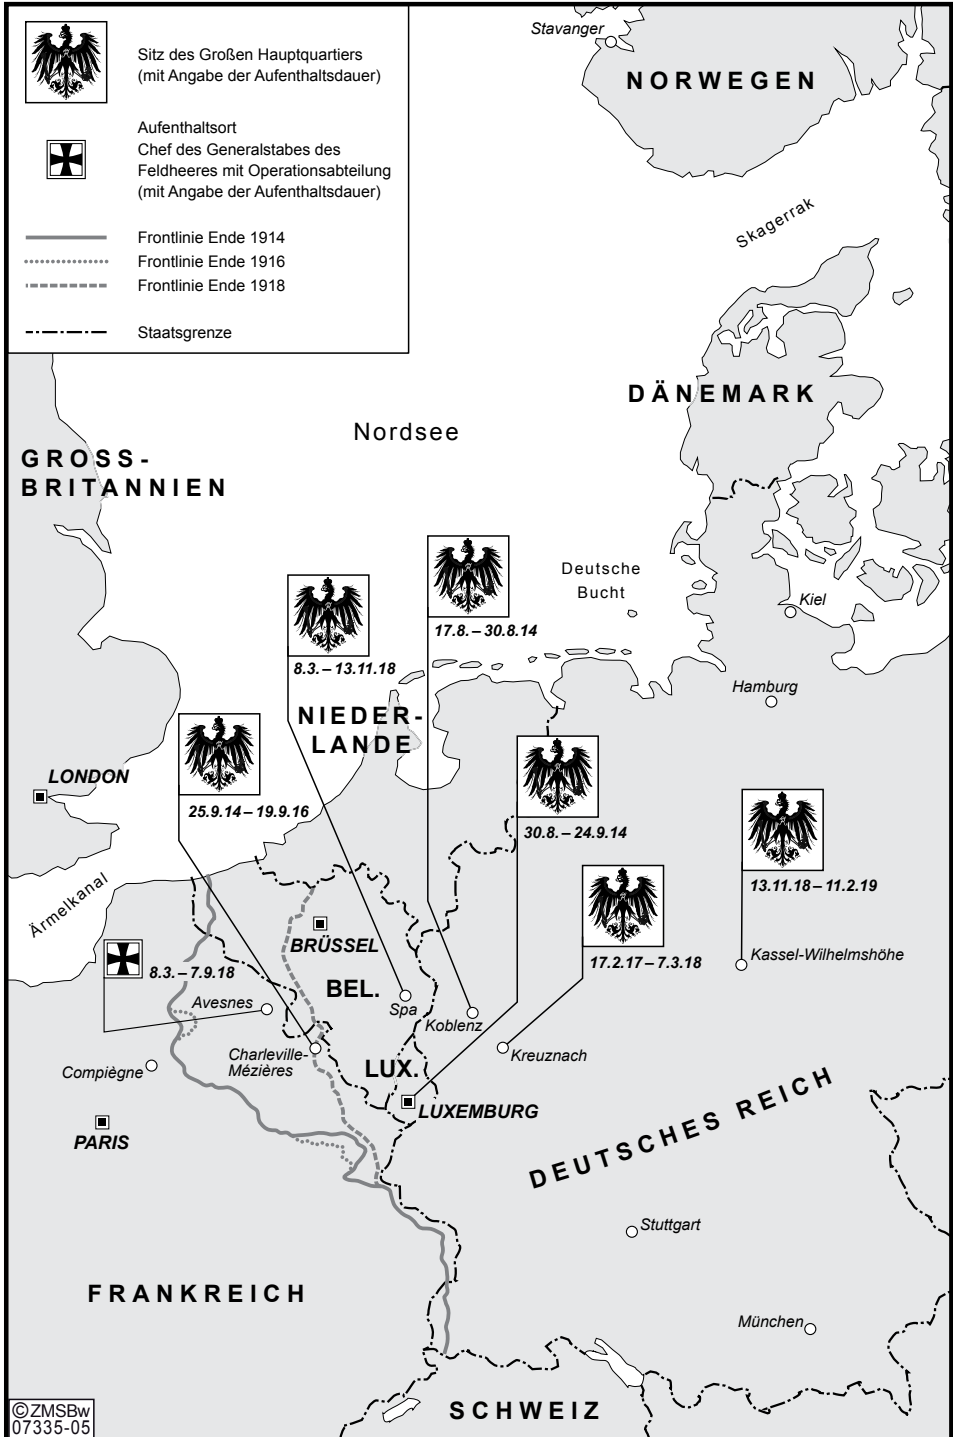 Sitz des Großen Hauptquartiers
(mit Angabe der Aufenthaltsdauer)
Aufenthaltsort
Chef des Generalstabes des
Feldheeres mit Operationsabteilung
(mit Angabe der Aufenthaltsdauer)
Frontlinie Ende 1914
Frontlinie Ende 1916
Frontlinie Ende 1918
Staatsgrenze
Stavanger
NORWEGEN
Skagerrak
DÄNEMARK
Nordsee
GROSS-
BRITANNIEN
Deutsche
Bucht
Kiel
17.8.–30.8.14
8.3.–13.11.18
Hamburg
NIEDER-
LANDE
LONDON
25.9.14–19.9.16
30.8.–24.9.14
13.11.18–11.2.19
Ärmelkanal
BRÜSSEL
17.2.17–7.3.18
Kassel-Wilhelmshöhe
8.3.–7.9.18
BEL.
Avesnes
Spa
Koblenz
Charleville-
Mézières
Kreuznach
Compiègne
LUX.
LUXEMBURG
PARIS
DEUTSCHES REICH
Stuttgart
FRANKREICH
München
SCHWEIZ
©ZMSBw
07335-05